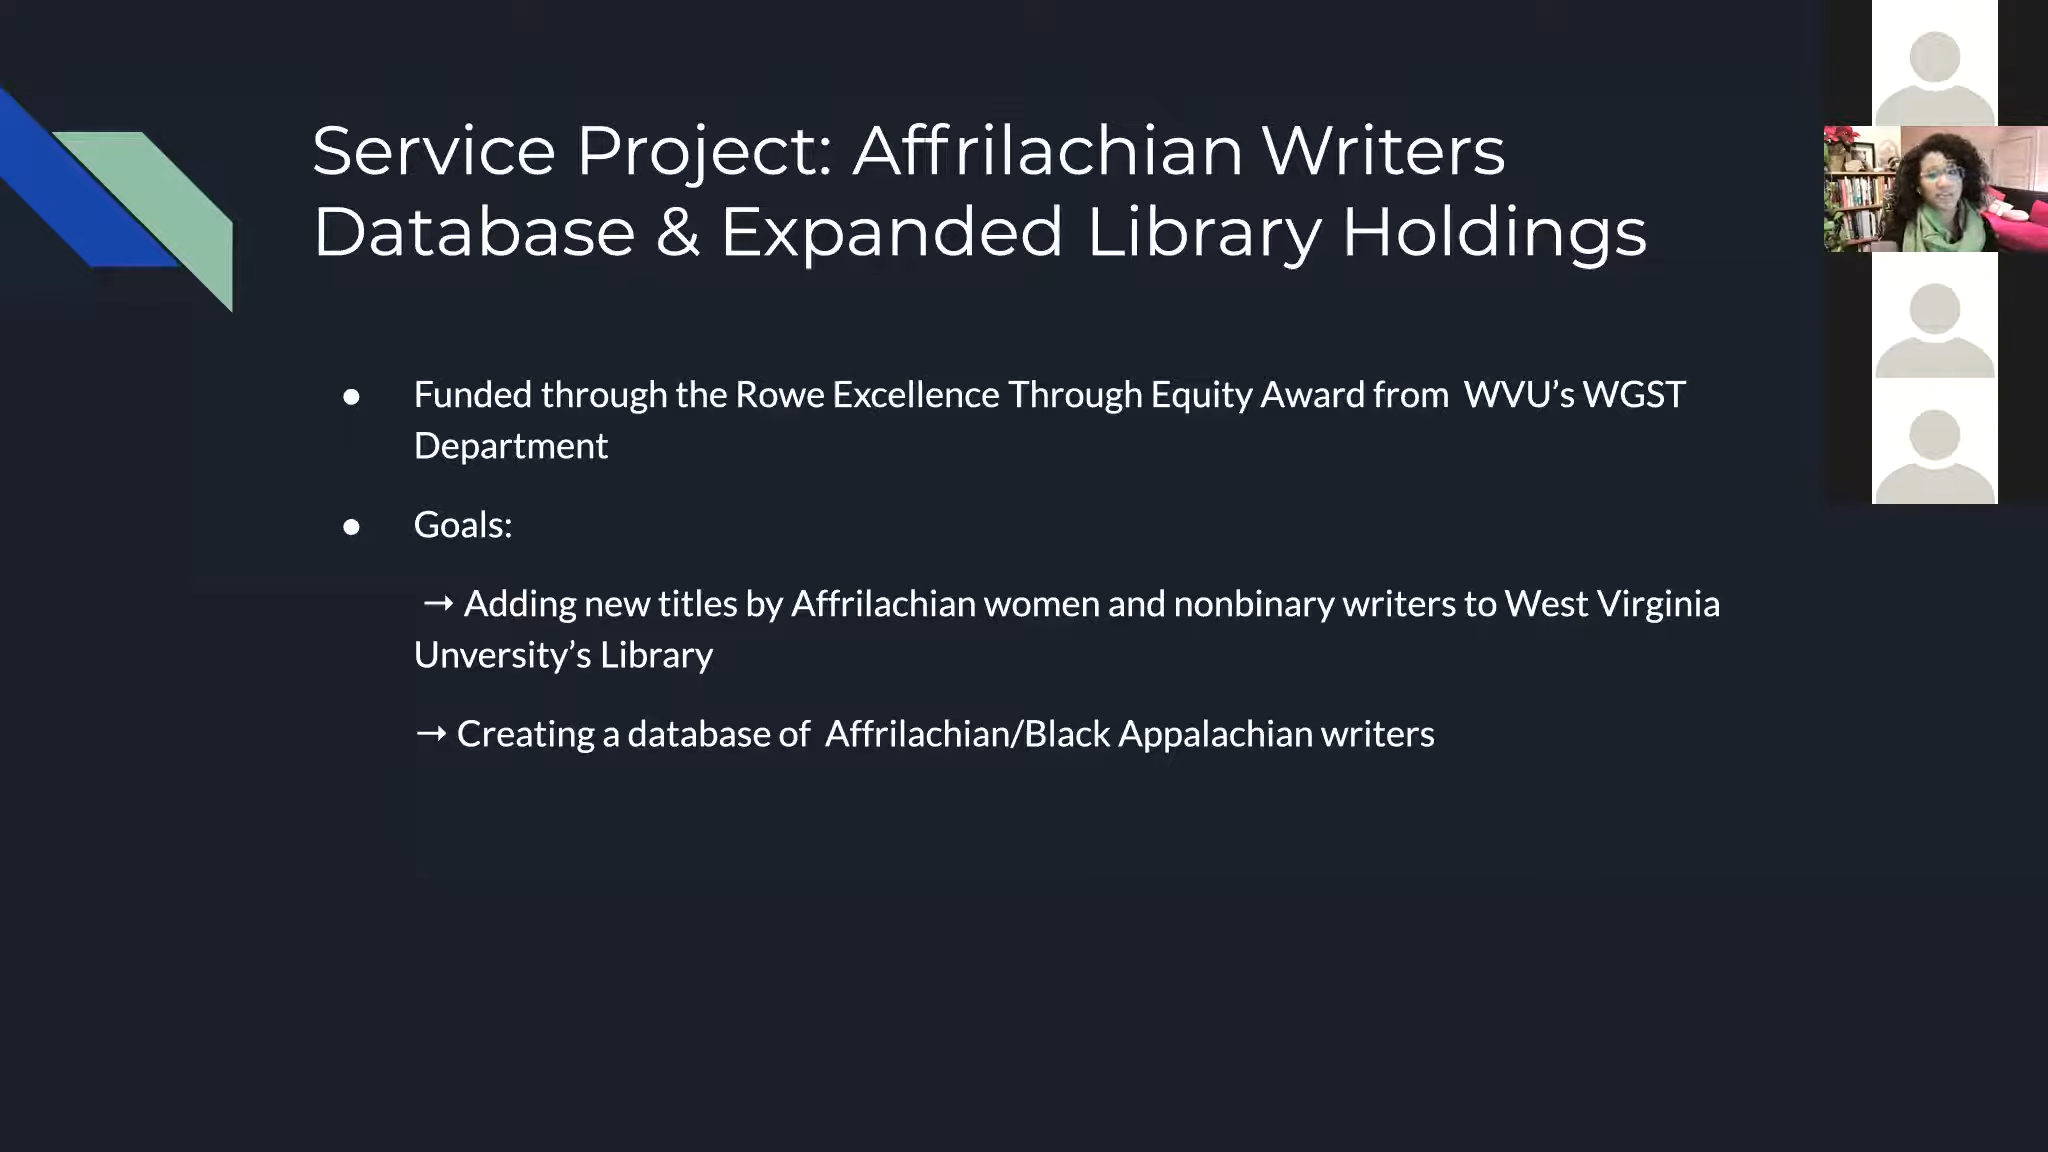 Service Project: Affrilachian Writers
Database & Expanded Library Holdings
● Funded through the Rowe Excellence Through Equity Award from  WVU’s WGST
Department
● Goals:
→ Adding new titles by Affrilachian women and nonbinary writers to West Virginia
Unversity’s Library
→ Creating a database of  Affrilachian/Black Appalachian writers